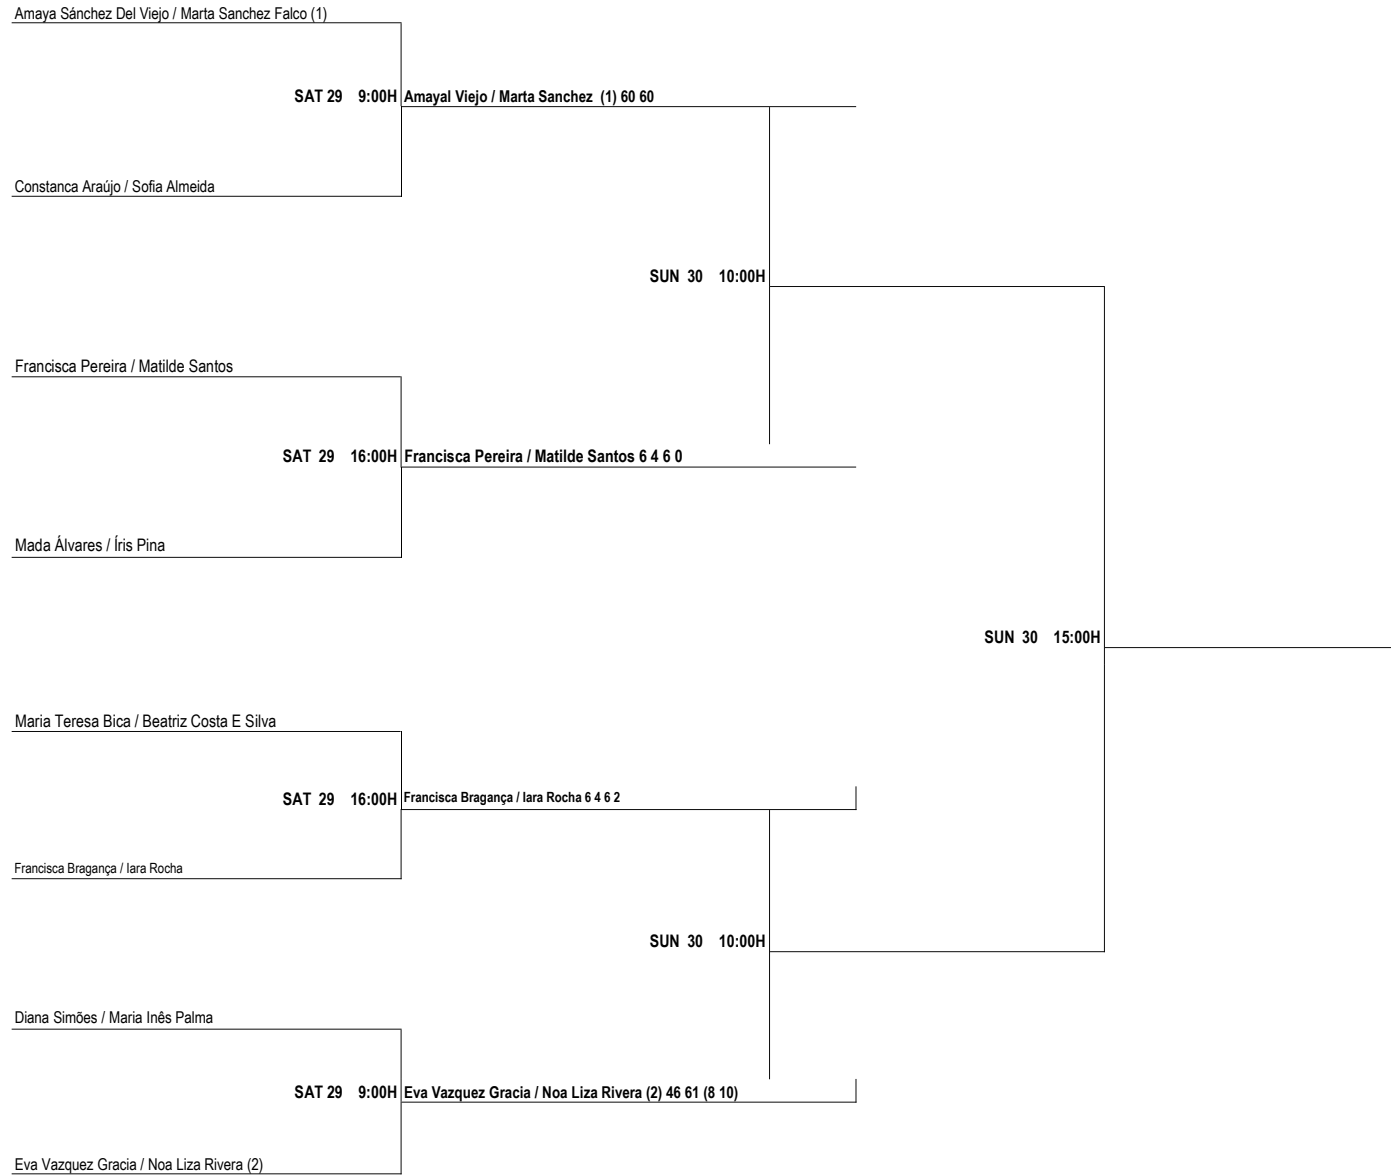 Amaya Sánchez Del Viejo / Marta Sanchez Falco (1)
SAT 29 9:00H Amayal Viejo / Marta Sanchez (1) 60 60
Constanca Araújo / Sofia Almeida
SUN 30 10:00H
Francisca Pereira / Matilde Santos
SAT 29 16:00H Francisca Pereira / Matilde Santos 6 4 6 0
Mada Álvares / Íris Pina
SUN 30 15:00H
Maria Teresa Bica / Beatriz Costa E Silva
SAT 29 16:00H Francisca Bragança / Iara Rocha 6 4 6 2
Francisca Bragança / Iara Rocha
SUN 30 10:00H
Diana Simões / Maria Inês Palma
SAT 29 9:00H Eva Vazquez Gracia / Noa Liza Rivera (2) 46 61 (8 10)
Eva Vazquez Gracia / Noa Liza Rivera (2)